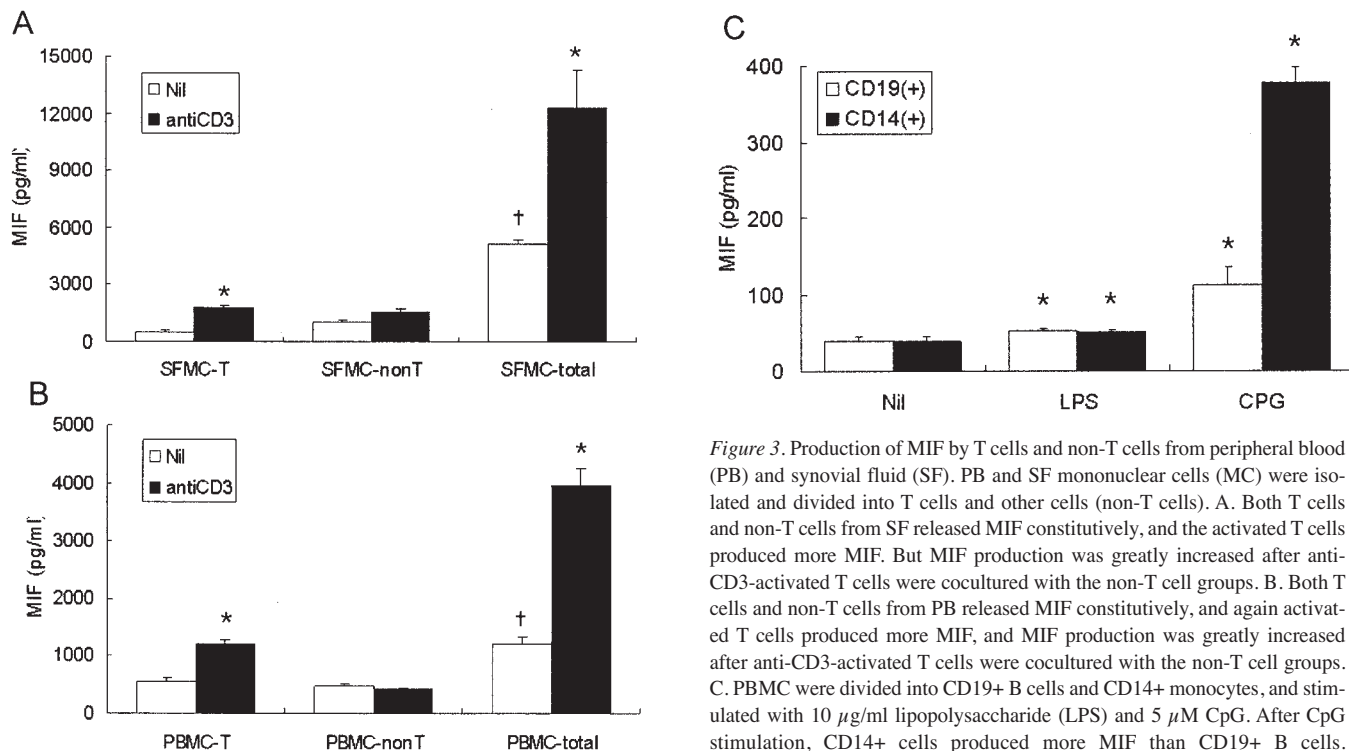 A
15000
12000
9000
6000
3000
0
MIF (pg/ml)
Nil
antiCD3
*
†
*
SFMC-T
SFMC-nonT
SFMC-total
B
5000
4000
3000
2000
1000
0
MIF (pg/ml)
Nil
antiCD3
*
†
*
PBMC-T
PBMC-nonT
PBMC-total
C
400
300
200
100
0
MIF (pg/ml)
CD19(+)
CD14(+)
*
*
*
*
Nil
LPS
CPG
Figure 3. Production of MIF by T cells and non-T cells from peripheral blood
(PB) and synovial fluid (SF). PB and SF mononuclear cells (MC) were iso-
lated and divided into T cells and other cells (non-T cells). A. Both T cells
and non-T cells from SF released MIF constitutively, and the activated T cells
produced more MIF. But MIF production was greatly increased after anti-
CD3-activated T cells were cocultured with the non-T cell groups. B. Both T
cells and non-T cells from PB released MIF constitutively, and again activat-
ed T cells produced more MIF, and MIF production was greatly increased
after anti-CD3-activated T cells were cocultured with the non-T cell groups.
C. PBMC were divided into CD19+ B cells and CD14+ monocytes, and stim-
ulated with 10 µg/ml lipopolysaccharide (LPS) and 5 µM CpG. After CpG
stimulation, CD14+ cells produced more MIF than CD19+ B cells.